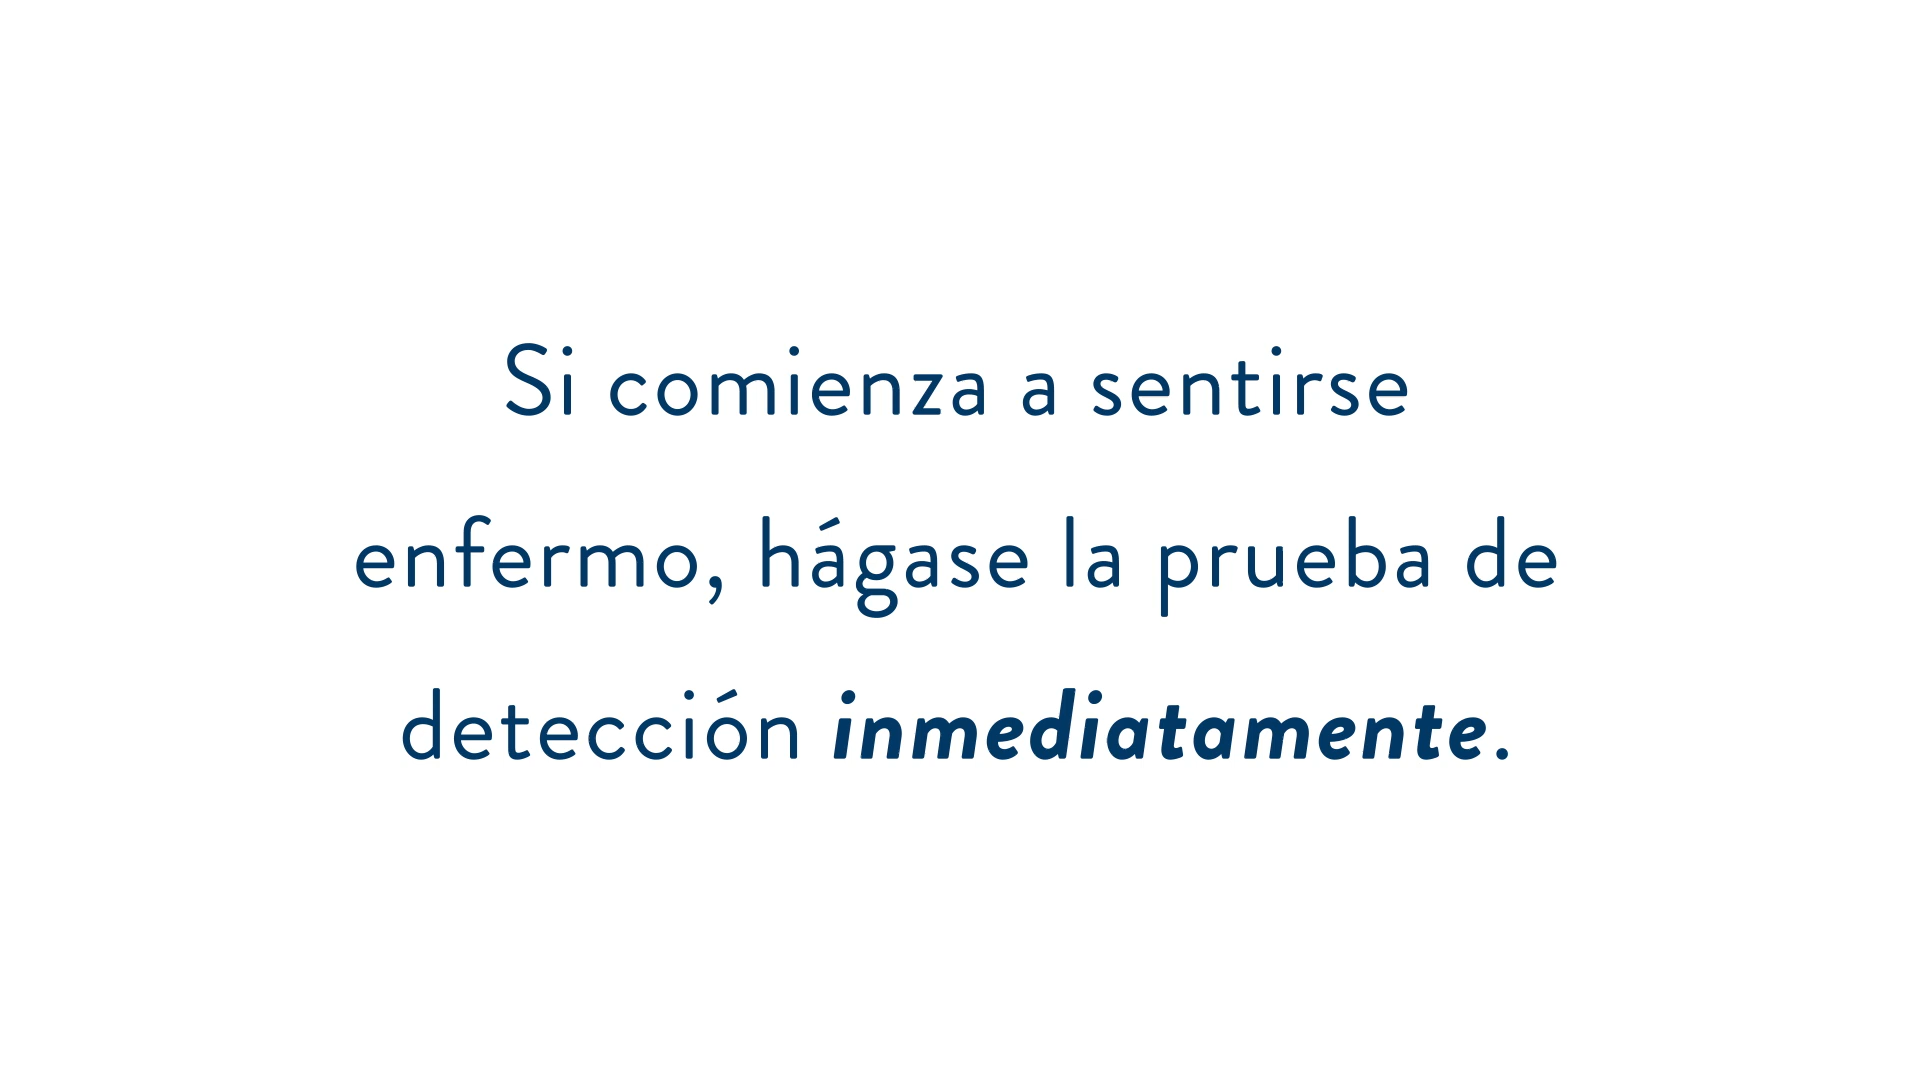 Si comienza a sentirse
enfermo, hágase la prueba de
detección inmediatamente.